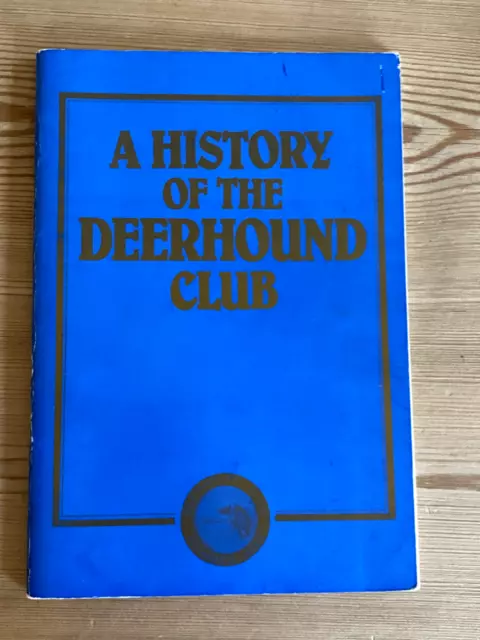 A HISTORY
OF THE
DEERHOUND
CLUB